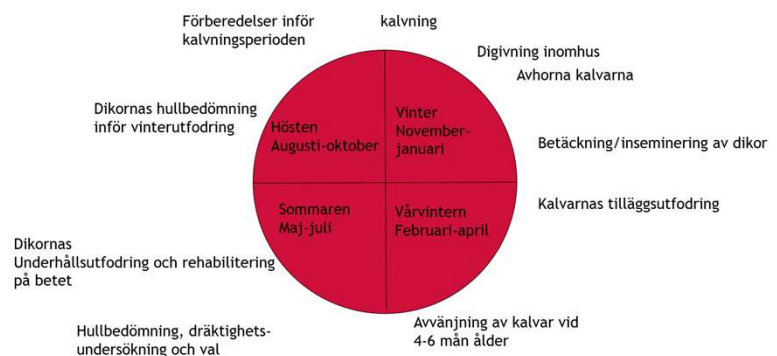 Förberedelser inför
kalvningsperioden
kalvning
Digivning inomhus
Avhorna kalvarna
Dikornas hullbedömning
inför vinterutfodring
Hösten
Augusti-oktober
Vinter
November-
januari
Betäckning/inseminering av dikor
Kalvarnas tilläggsutfodring
Sommaren
Maj-juli
Vårvintern
Februari-april
Dikornas
Underhållsutfodring och rehabilitering
på betet
Hullbedömning, dräktighets-
undersökning och val
Avvänjning av kalvar vid
4-6 mån ålder